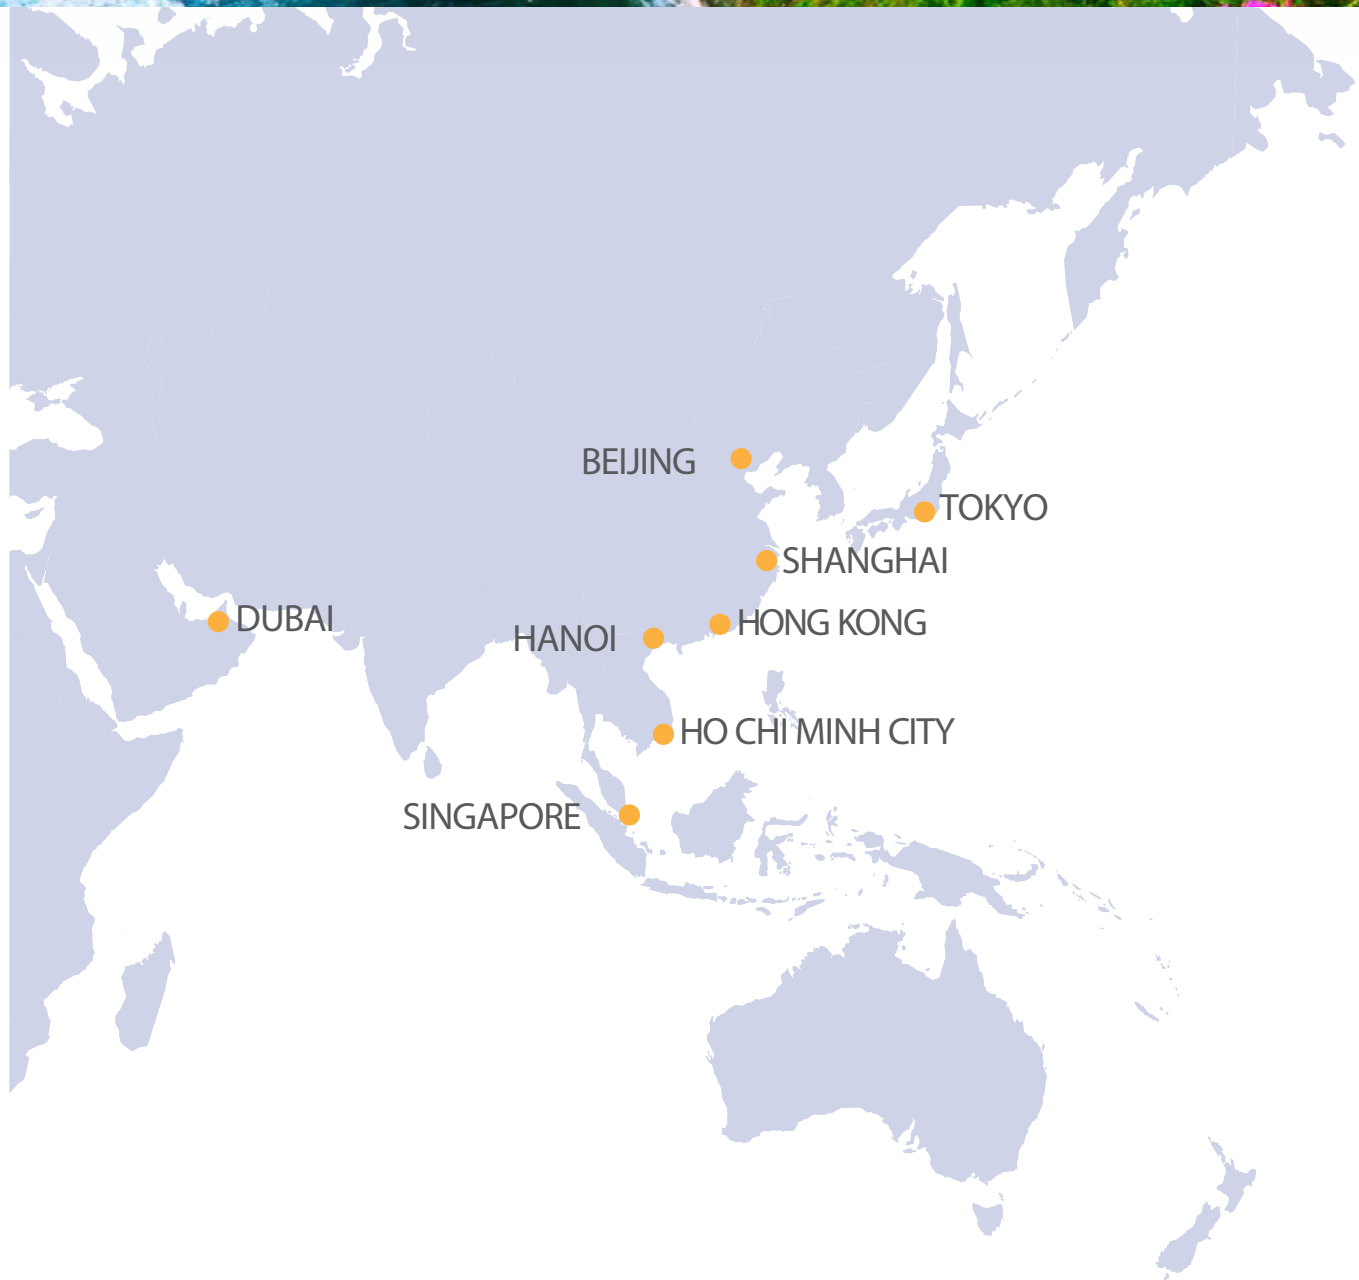 BEIJING
TOKYO
SHANGHAI
DUBAI
HONG KONG
HANOI
HO CHI MINH CITY
SINGAPORE